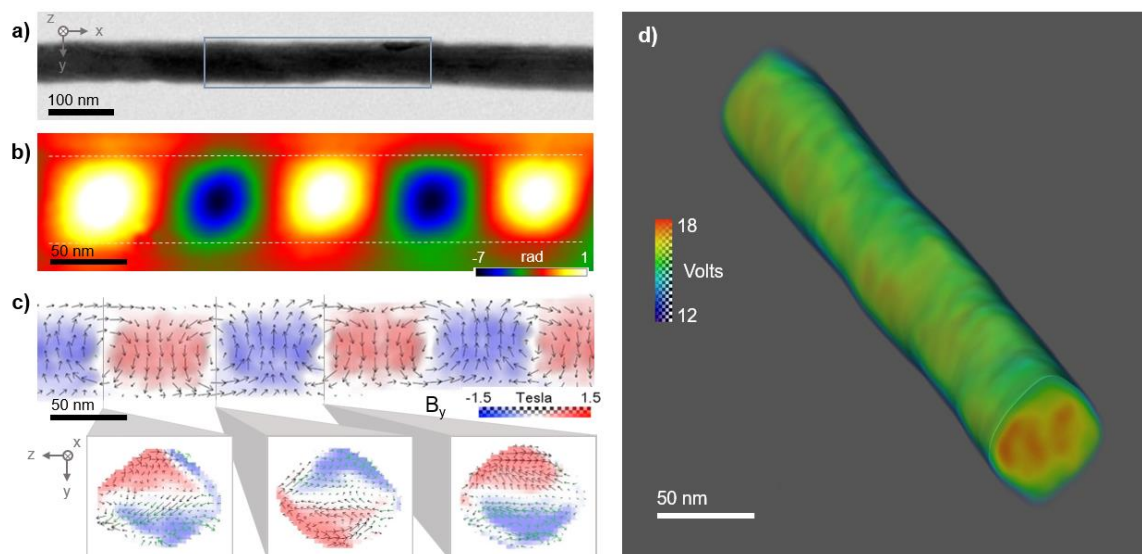 a)
z
x
y
100 nm
b)
50 nm
-7 rad 1
c)
50 nm
B_y
-1.5 Tesla 1.5
x
z
y
d)
18
Volts
12
50 nm